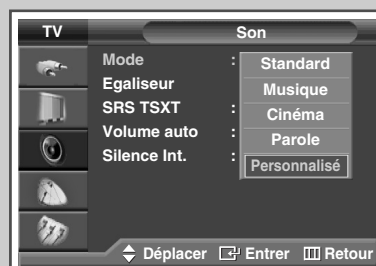 TV Son
Mode : Standard
Egaliseur Musique
SRS TSXT : Cinéma
Volume auto : Parole
Silence Int. : Personnalisé
Déplacer Entrer Retour